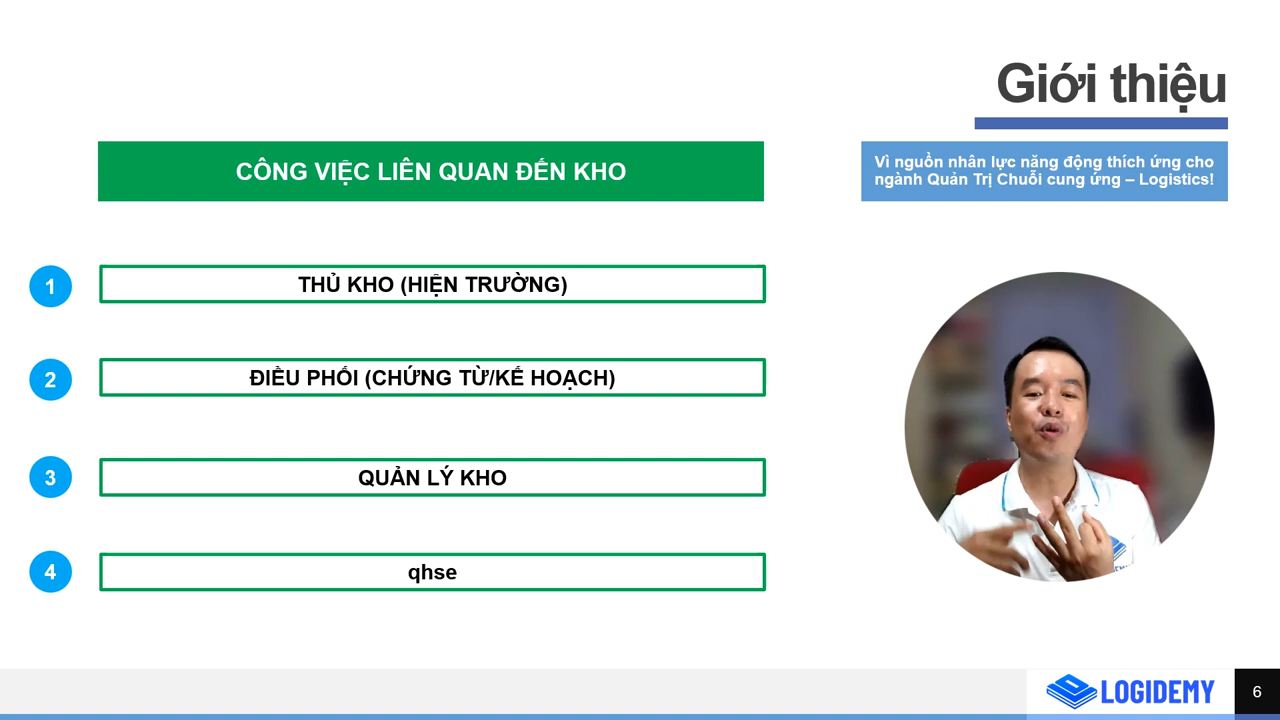 Giới thiệu
CÔNG VIỆC LIÊN QUAN ĐẾN KHO
Vì nguồn nhân lực năng động thích ứng cho
ngành Quản Trị Chuỗi cung ứng – Logistics!
1
THỦ KHO (HIỆN TRƯỜNG)
2
ĐIỀU PHỐI (CHỨNG TỪ/KẾ HOẠCH)
3
QUẢN LÝ KHO
4
qhse
LOGIDEMY
6